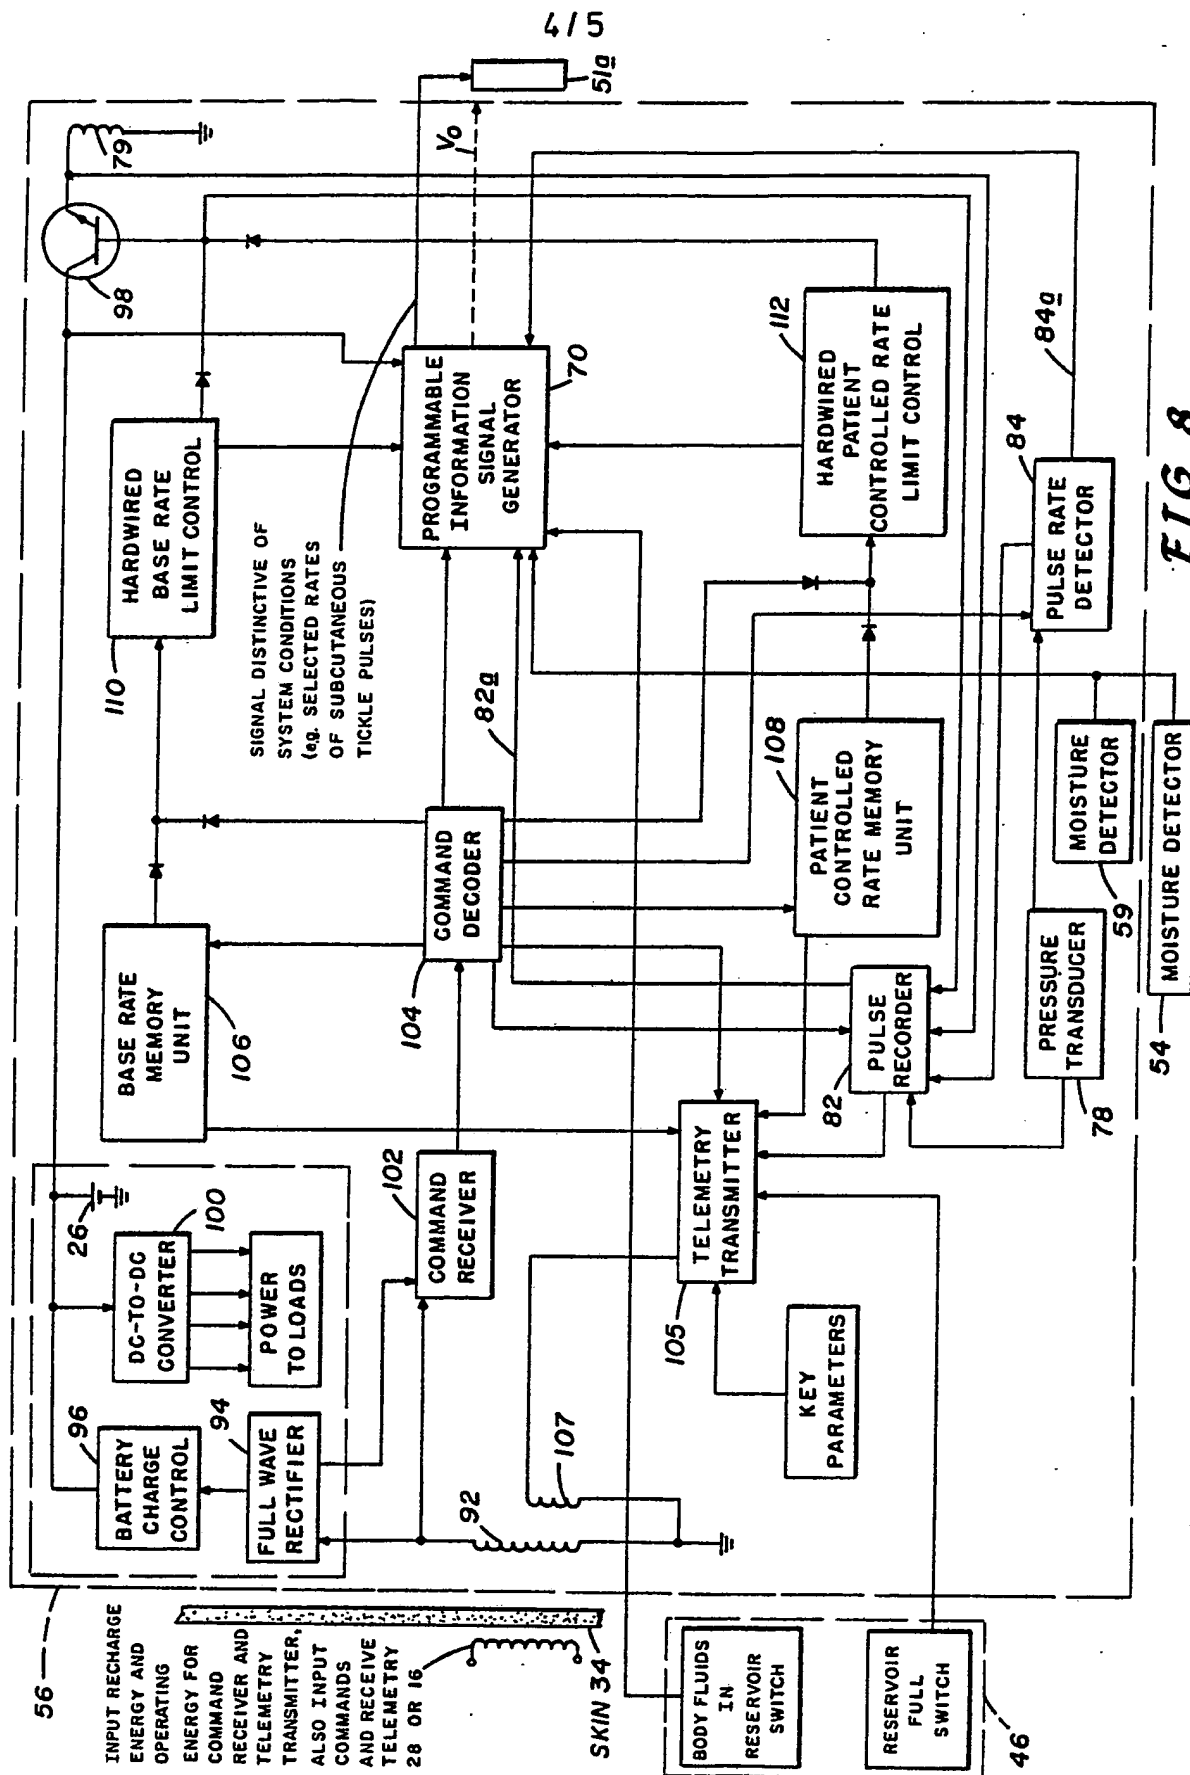 4/5
56
INPUT RECHARGE
ENERGY AND
OPERATING
ENERGY FOR
COMMAND
RECEIVER AND
TELEMETRY
TRANSMITTER,
ALSO INPUT
COMMANDS
AND RECEIVE
TELEMETRY
28 OR 16
SKIN 34
BODY FLUIDS
IN
RESERVOIR
SWITCH
RESERVOIR
FULL
SWITCH
46
96
BATTERY
CHARGE
CONTROL
94
FULL WAVE
RECTIFIER
26
100
DC-TO-DC
CONVERTER
POWER
TO LOADS
92
107
102
COMMAND
RECEIVER
105
TELEMETRY
TRANSMITTER
KEY
PARAMETERS
BASE RATE
MEMORY
UNIT
106
104
COMMAND
DECODER
82a
82
PULSE
RECORDER
108
PATIENT
CONTROLLED
RATE MEMORY
UNIT
PRESSURE
TRANSDUCER
78
MOISTURE
DETECTOR
59
MOISTURE DETECTOR
54
HARDWIRED
BASE RATE
LIMIT CONTROL
110
SIGNAL DISTINCTIVE OF
SYSTEM CONDITIONS
(e.g. SELECTED RATES
OF SUBCUTANEOUS
TICKLE PULSES)
98
79
PROGRAMMABLE
INFORMATION
SIGNAL
GENERATOR
70
V0
51a
112
HARDWIRED
PATIENT
CONTROLLED RATE
LIMIT CONTROL
84
PULSE RATE
DETECTOR
84a
FIG 8